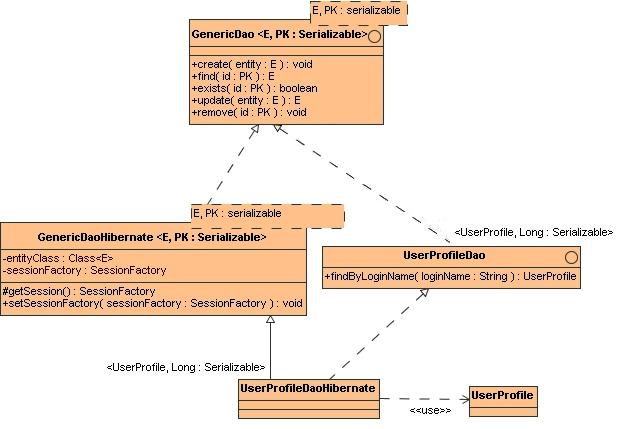 E, PK : serializable
GenericDao <E, PK : Serializable>
+create( entity : E ) : void
+find( id : PK ) : E
+exists( id : PK ) : boolean
+update( entity : E ) : E
+remove( id : PK ) : void
E, PK : serializable
GenericDaoHibernate <E, PK : Serializable>
-entityClass : Class<E>
-sessionFactory : SessionFactory
#getSession() : SessionFactory
+setSessionFactory( sessionFactory : SessionFactory ) : void
<UserProfile, Long : Serializable>
UserProfileDao
+findByLoginName( loginName : String ) : UserProfile
<UserProfile, Long : Serializable>
UserProfileDaoHibernate
<<use>>
UserProfile